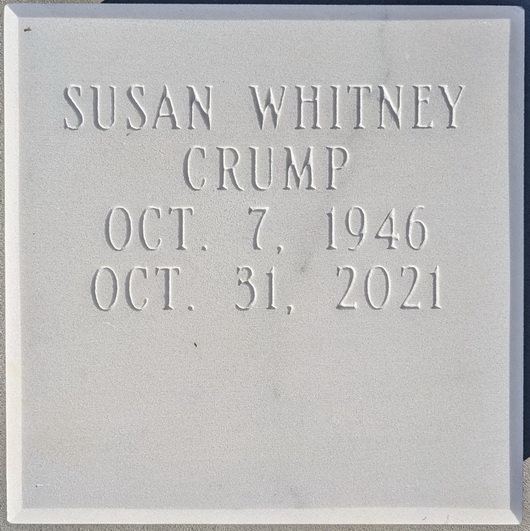 SUSAN WHITNEY
CRUMP
OCT. 7, 1946
OCT. 31, 2021